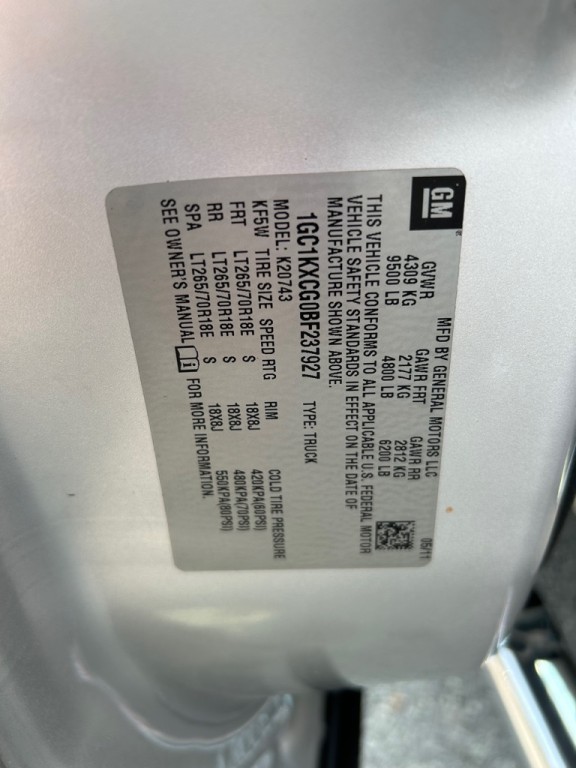 GM
MFD BY GENERAL MOTORS LLC 05/11
GVWR GAWR FRT GAWR RR
4309 KG 2177 KG 2812 KG
9500 LB 4800 LB 6200 LB
THIS VEHICLE CONFORMS TO ALL APPLICABLE U.S. FEDERAL MOTOR
VEHICLE SAFETY STANDARDS IN EFFECT ON THE DATE OF
MANUFACTURE SHOWN ABOVE.
1GC1KXCG0BF237927 TYPE: TRUCK
MODEL: K20743
KF5W TIRE SIZE SPEED RTG RIM COLD TIRE PRESSURE
FRT LT265/70R18E S 18X8J 420KPA(60PSI)
RR LT265/70R18E S 18X8J 480KPA(70PSI)
SPA LT265/70R18E S 18X8J 550KPA(80PSI)
SEE OWNER'S MANUAL FOR MORE INFORMATION.